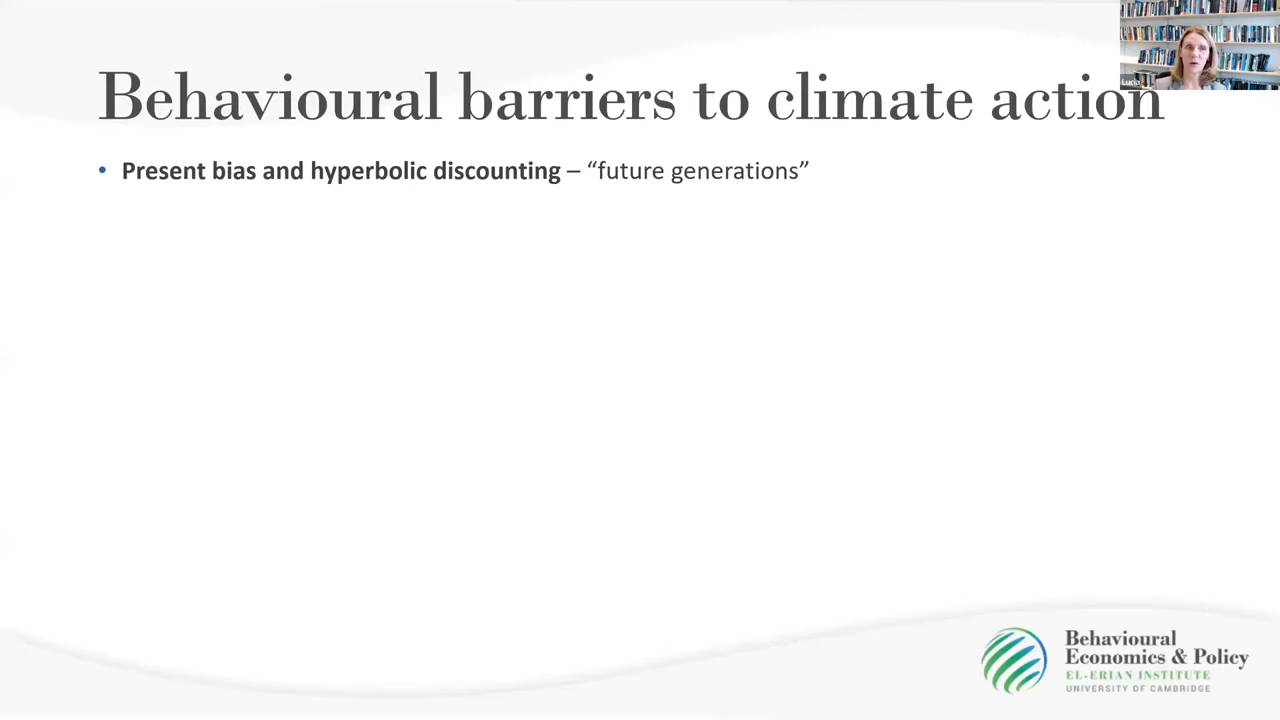 Behavioural barriers to climate action
Lucia
• Present bias and hyperbolic discounting – “future generations”
Behavioural
Economics & Policy
EL-ERIAN INSTITUTE
UNIVERSITY OF CAMBRIDGE